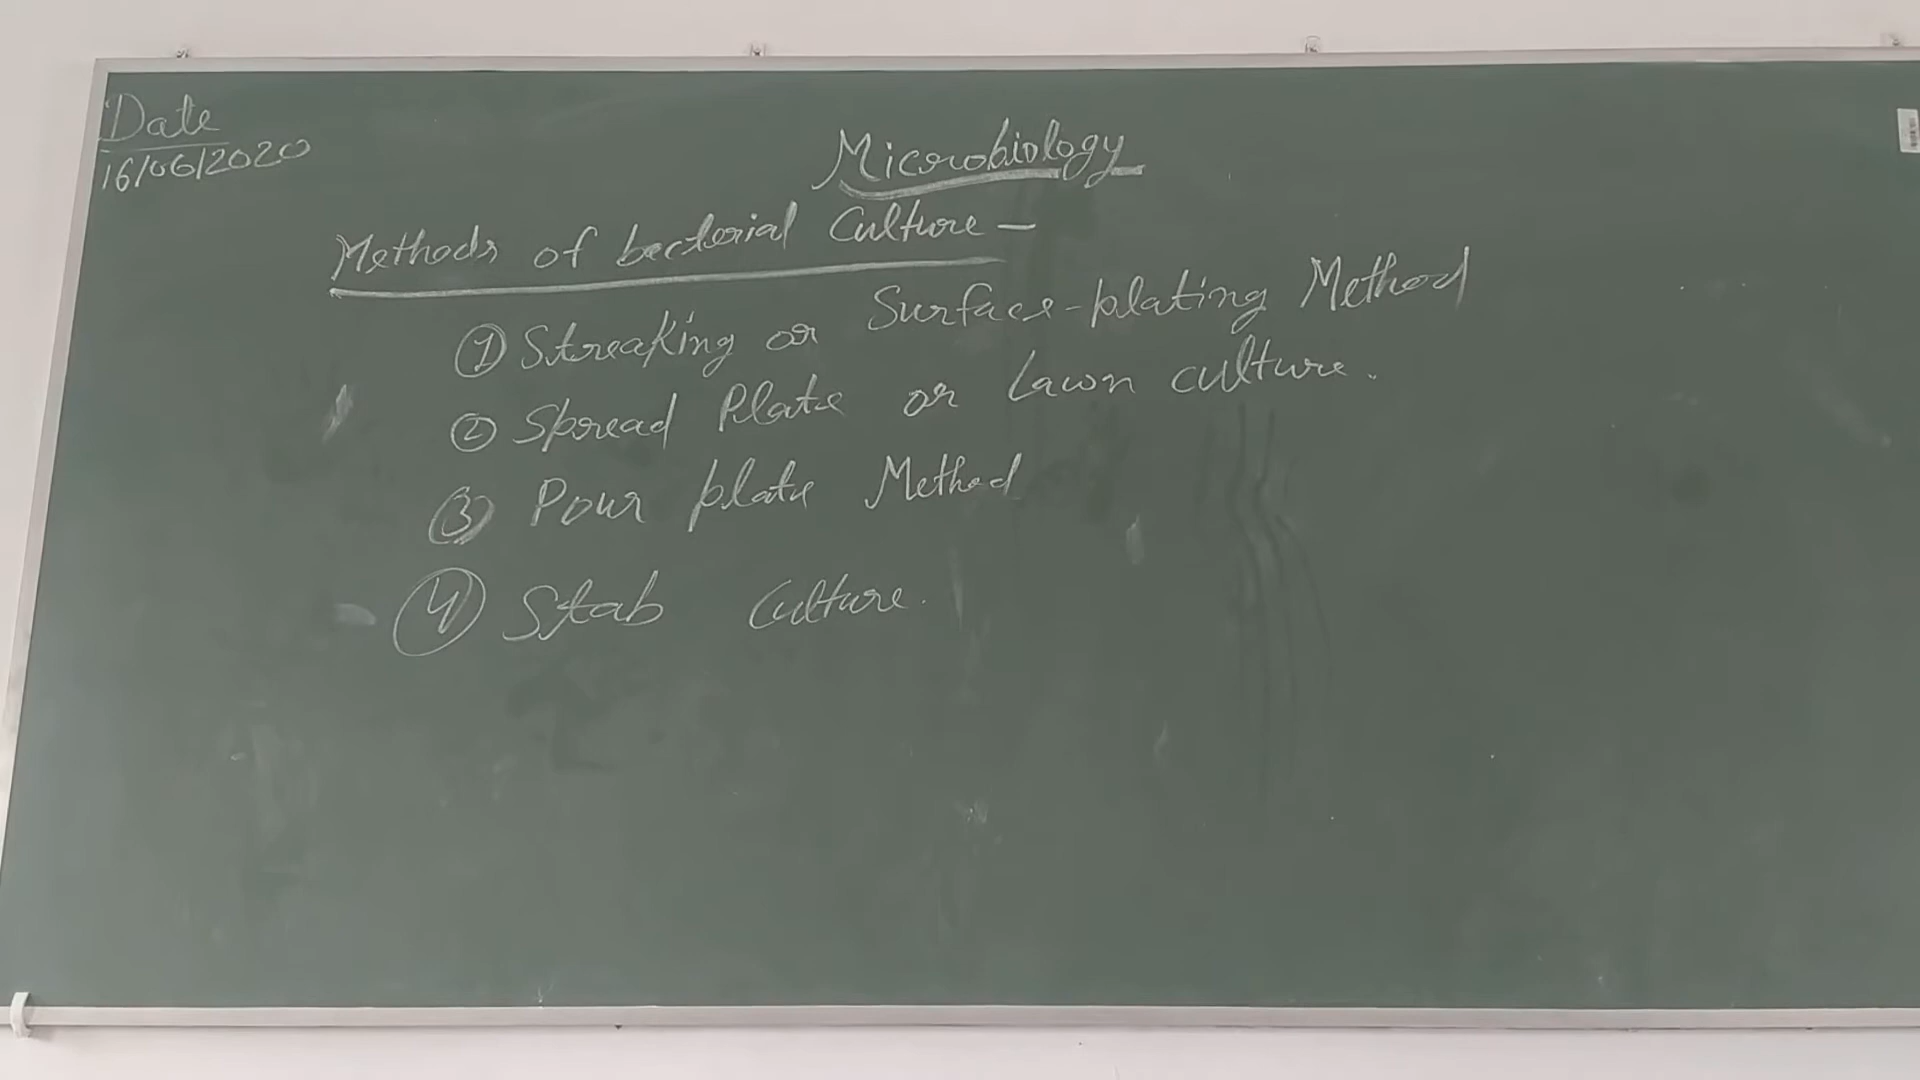 Date
16/06/2020
Microbiology
Methods of bacterial Culture -
① Streaking or Surface-plating Method
② Spread Plate or Lawn culture.
③ Pour plate Method
④ Stab Culture.